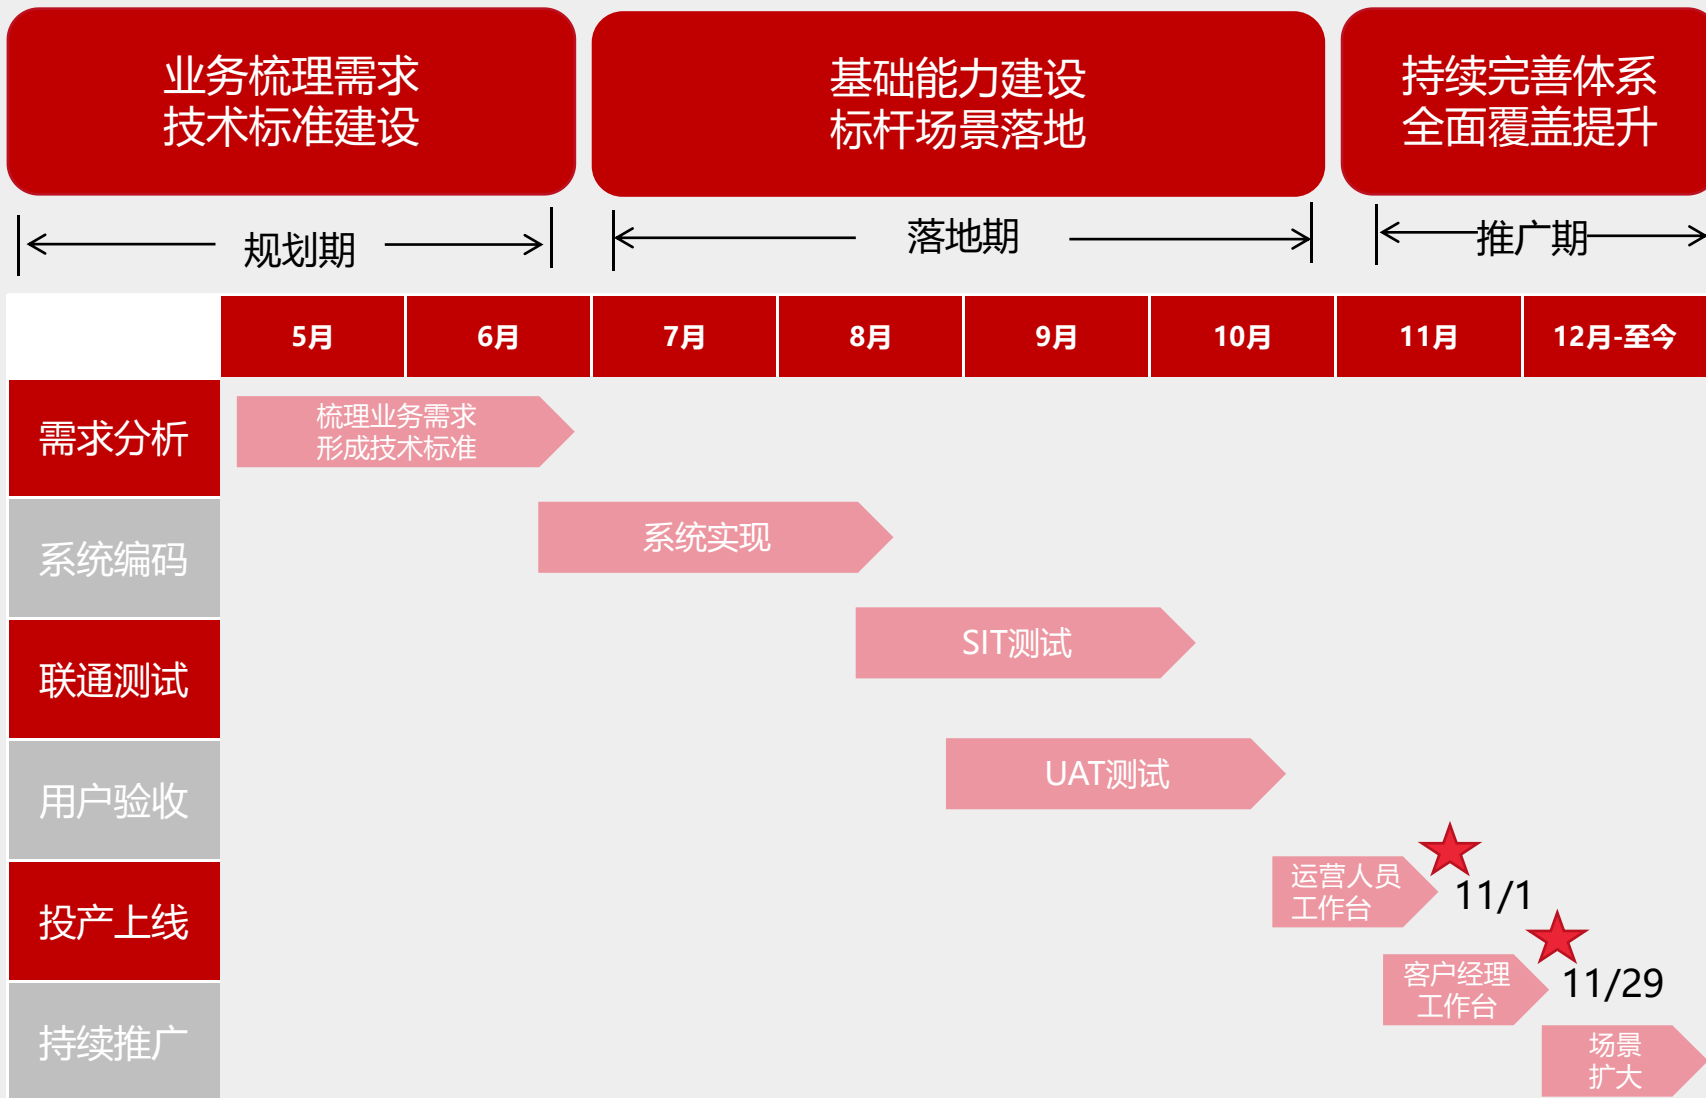 业务梳理需求
技术标准建设
基础能力建设
标杆场景落地
持续完善体系
全面覆盖提升
规划期
落地期
推广期
5月
6月
7月
8月
9月
10月
11月
12月-至今
需求分析
梳理业务需求
形成技术标准
系统编码
系统实现
联通测试
SIT测试
用户验收
UAT测试
投产上线
运营人员
工作台
11/1
客户经理
工作台
11/29
持续推广
场景
扩大